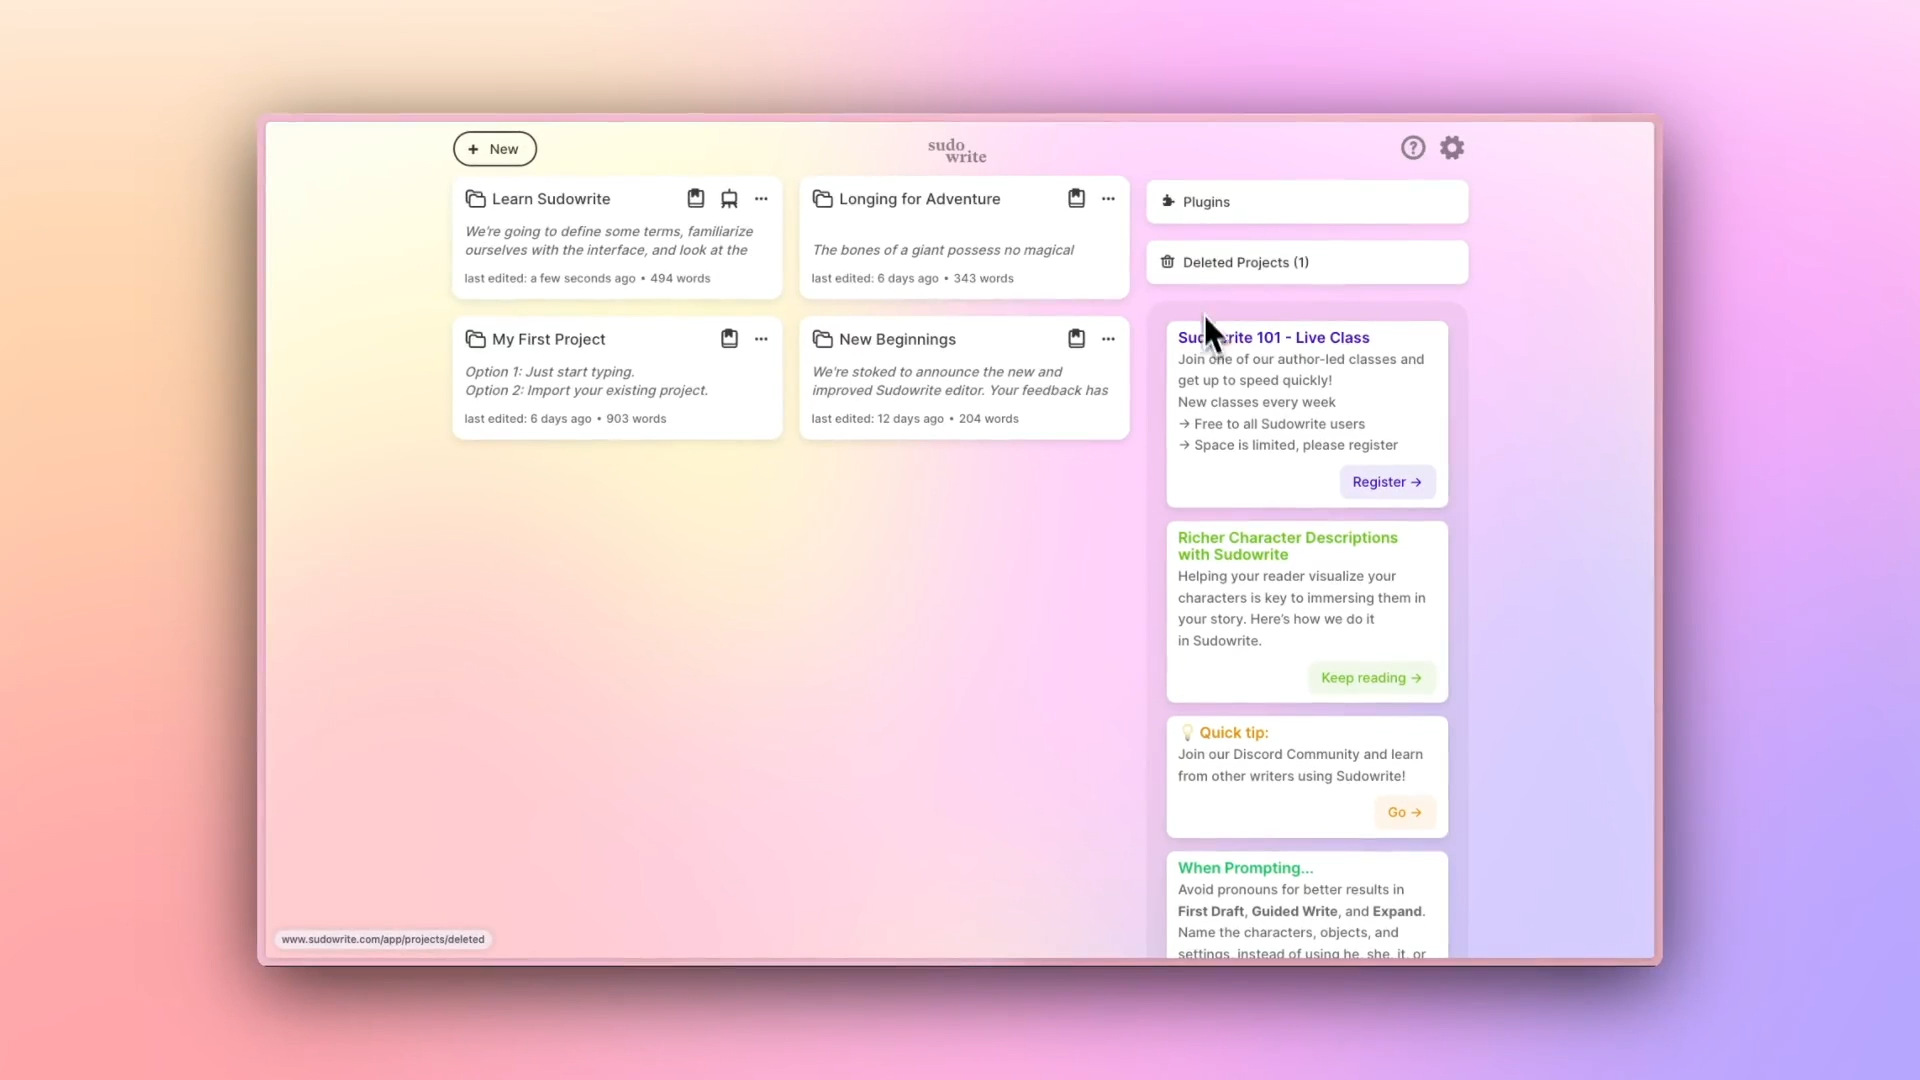 + New
sudo
write
Learn Sudowrite
We're going to define some terms, familiarize
ourselves with the interface, and look at the
last edited: a few seconds ago • 494 words
Longing for Adventure
The bones of a giant possess no magical
last edited: 6 days ago • 343 words
My First Project
Option 1: Just start typing.
Option 2: Import your existing project.
last edited: 6 days ago • 903 words
New Beginnings
We're stoked to announce the new and
improved Sudowrite editor. Your feedback has
last edited: 12 days ago • 204 words
Plugins
Deleted Projects (1)
Sudowrite 101 - Live Class
Join one of our author-led classes and
get up to speed quickly!
New classes every week
→ Free to all Sudowrite users
→ Space is limited, please register
Register →
Richer Character Descriptions
with Sudowrite
Helping your reader visualize your
characters is key to immersing them in
your story. Here's how we do it
in Sudowrite.
Keep reading →
💡 Quick tip:
Join our Discord Community and learn
from other writers using Sudowrite!
Go →
When Prompting...
Avoid pronouns for better results in
First Draft, Guided Write, and Expand.
Name the characters, objects, and
settings, instead of using he, she, it, or
www.sudowrite.com/app/projects/deleted